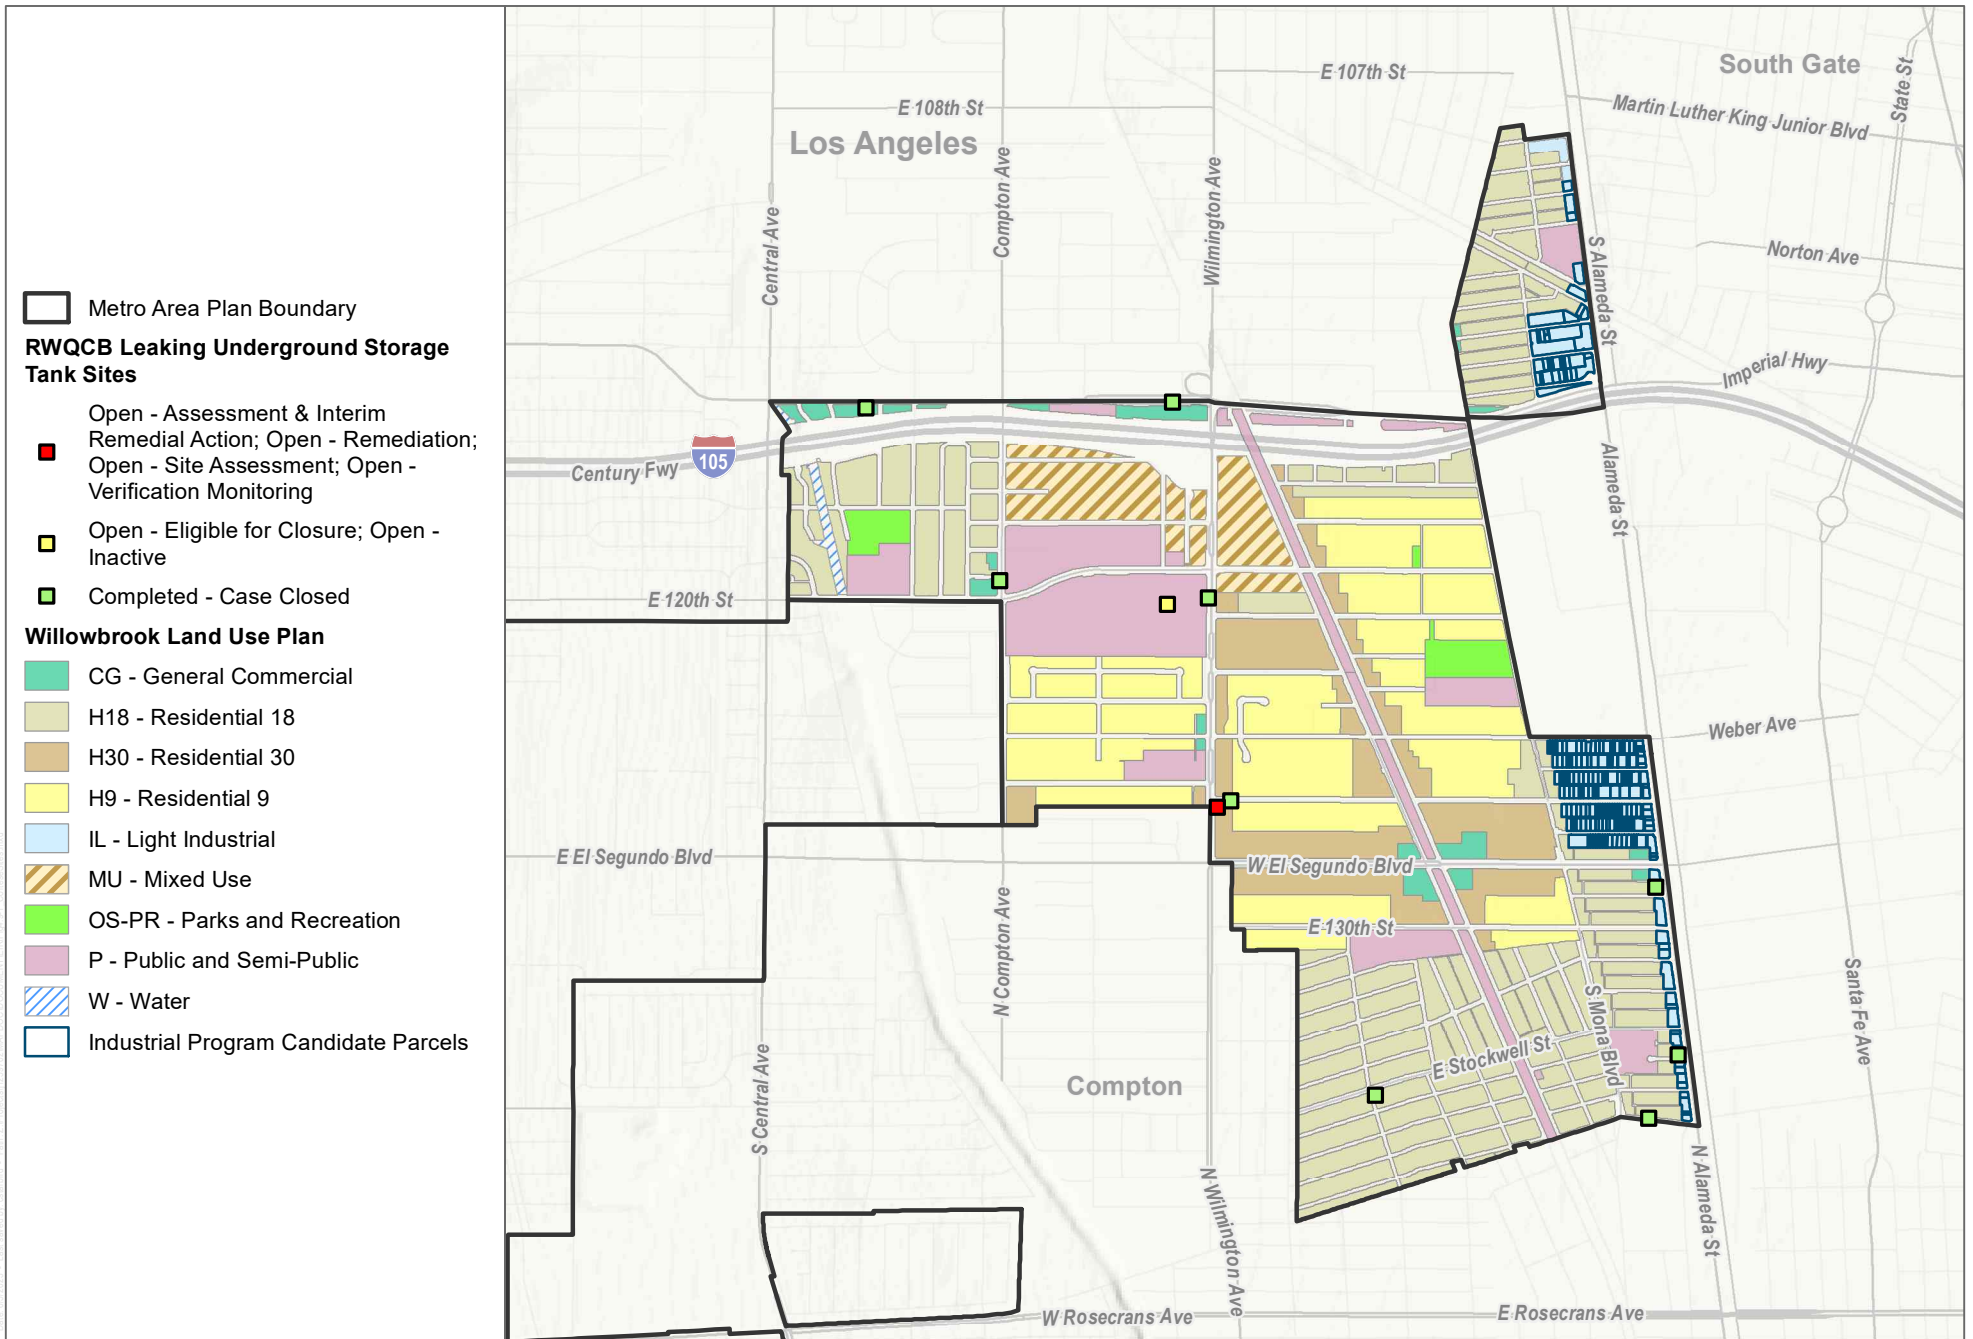 Metro Area Plan Boundary
RWQCB Leaking Underground Storage
Tank Sites
Open - Assessment & Interim
Remedial Action; Open - Remediation;
Open - Site Assessment; Open -
Verification Monitoring
Open - Eligible for Closure; Open -
Inactive
Completed - Case Closed
Willowbrook Land Use Plan
CG - General Commercial
H18 - Residential 18
H30 - Residential 30
H9 - Residential 9
IL - Light Industrial
MU - Mixed Use
OS-PR - Parks and Recreation
P - Public and Semi-Public
W - Water
Industrial Program Candidate Parcels
South Gate
E 107th St
State St
E 108th St
Martin Luther King Junior Blvd
Los Angeles
Compton Ave
Wilmington Ave
Central Ave
Norton Ave
S Alameda St
Imperial Hwy
105
Century Fwy
Alameda St
E 120th St
Weber Ave
E El Segundo Blvd
W El Segundo Blvd
N Compton Ave
E 130th St
Santa Fe Ave
S Mona Blvd
S Central Ave
E Stockwell St
Compton
N Wilmington Ave
N Alameda St
W Rosecrans Ave
E Rosecrans Ave